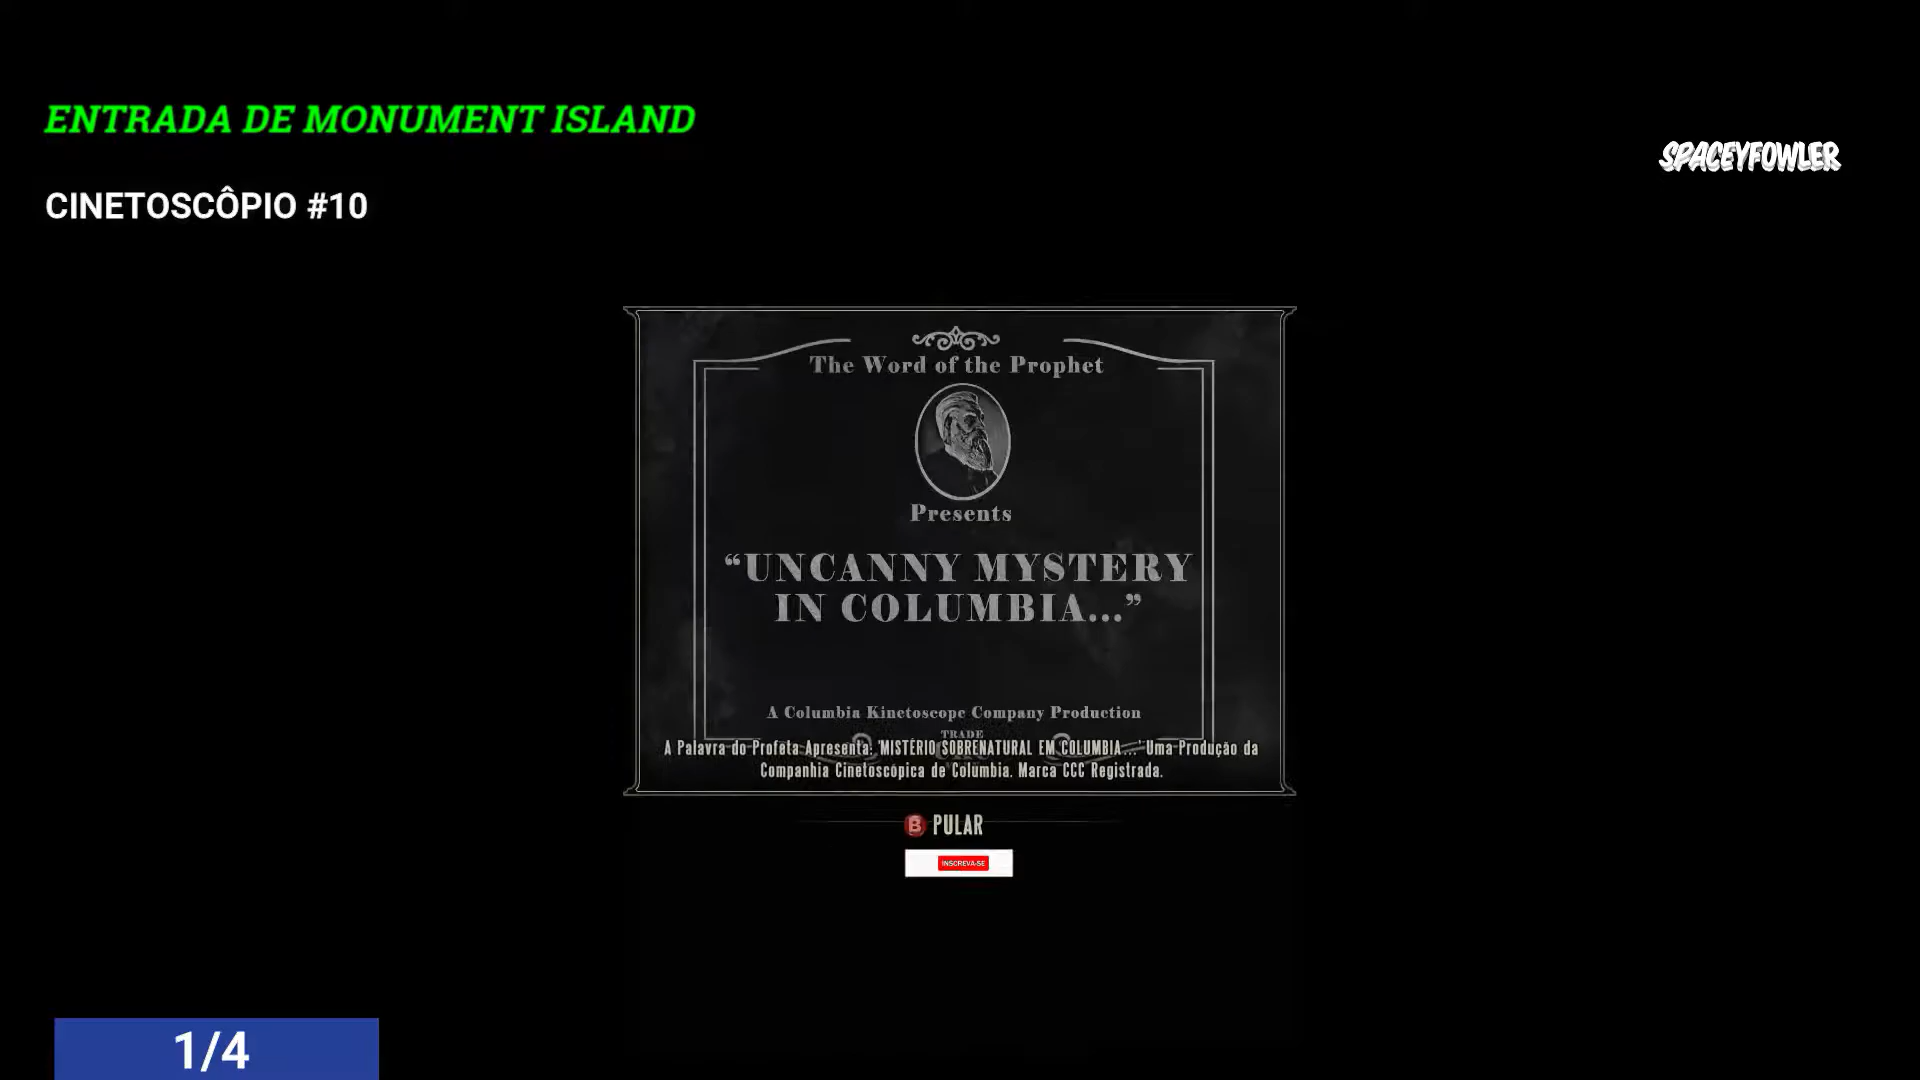 ENTRADA DE MONUMENT ISLAND
SPACEYFOWLER
CINETOSCÔPIO #10
The Word of the Prophet
Presents
“UNCANNY MYSTERY
IN COLUMBIA...”
A Columbia Kinetoscope Company Production
TRADE
A Palavra do Profeta Apresenta: 'MISTÉRIO SOBRENATURAL EM COLUMBIA...' Uma Produção da
Companhia Cinetoscópica de Columbia. Marca CCC Registrada.
B PULAR
INSCREVA-SE
1/4